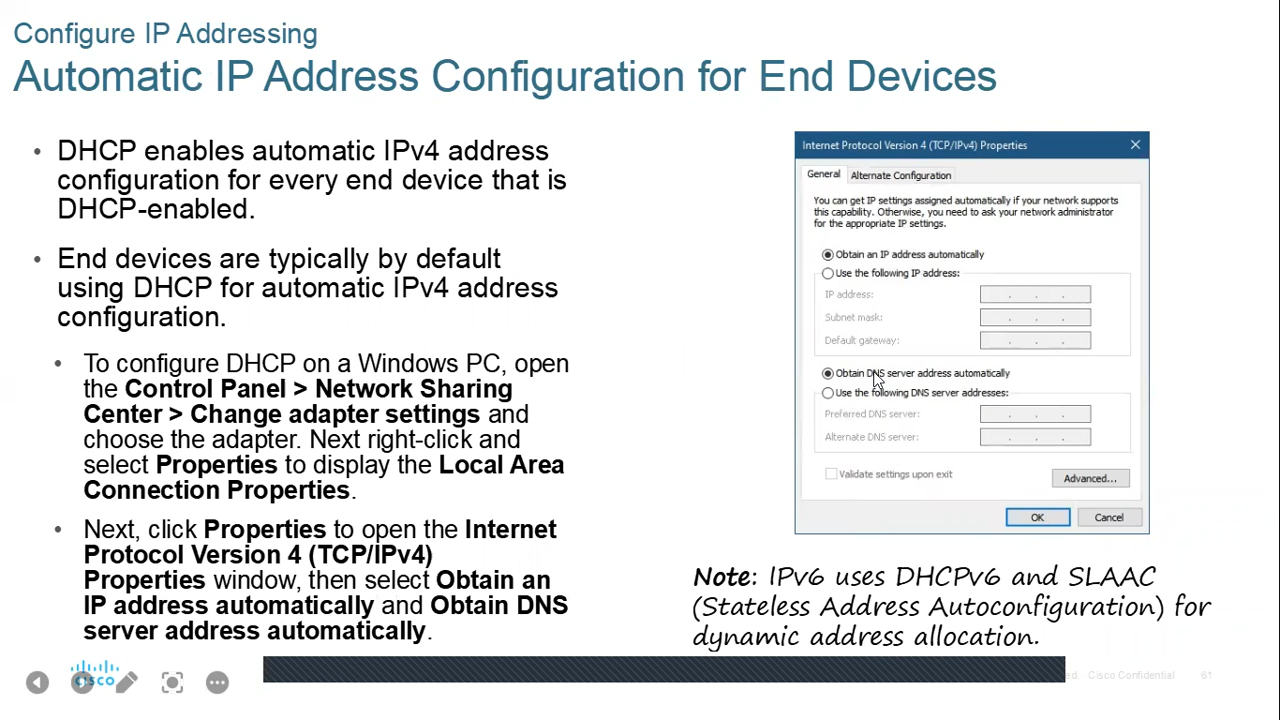 Configure IP Addressing
Automatic IP Address Configuration for End Devices
• DHCP enables automatic IPv4 address
configuration for every end device that is
DHCP-enabled.
• End devices are typically by default
using DHCP for automatic IPv4 address
configuration.
• To configure DHCP on a Windows PC, open
the Control Panel > Network Sharing
Center > Change adapter settings and
choose the adapter. Next right-click and
select Properties to display the Local Area
Connection Properties.
• Next, click Properties to open the Internet
Protocol Version 4 (TCP/IPv4)
Properties window, then select Obtain an
IP address automatically and Obtain DNS
server address automatically.
Internet Protocol Version 4 (TCP/IPv4) Properties
General
Alternate Configuration
You can get IP settings assigned automatically if your network supports
this capability. Otherwise, you need to ask your network administrator
for the appropriate IP settings.
Obtain an IP address automatically
Use the following IP address:
IP address:
Subnet mask:
Default gateway:
Obtain DNS server address automatically
Use the following DNS server addresses:
Preferred DNS server:
Alternate DNS server:
Validate settings upon exit
Advanced...
OK
Cancel
Note: IPv6 uses DHCPv6 and SLAAC
(Stateless Address Autoconfiguration) for
dynamic address allocation.
cisco
Cisco Confidential
61